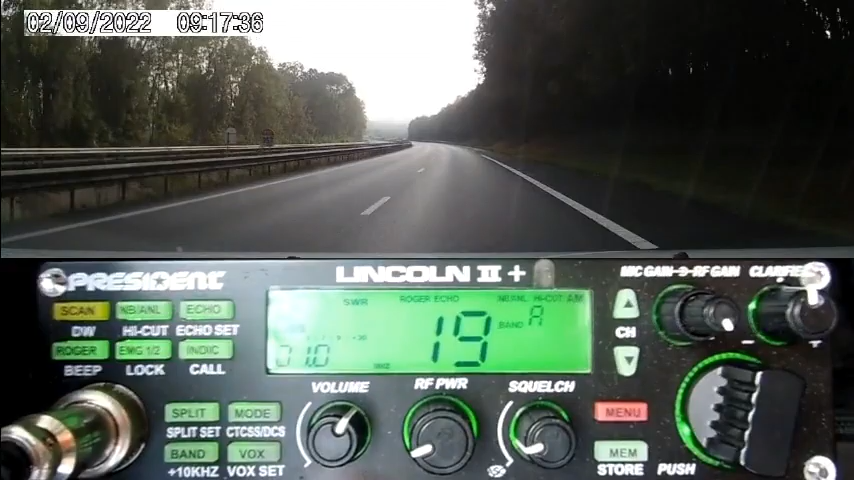 02/09/2022 09:17:36
PRESIDENT LINCOLN II + MIC GAIN RF GAIN CLARIFIER
SCAN NB/ANL ECHO
DW HI-CUT ECHO SET
ROGER EMG 1/2 INDIC
BEEP LOCK CALL
SWR ROGER ECHO NB/ANL HI-CUT A/M
19 BAND A
CH
VOLUME RF PWR SQUELCH
SPLIT MODE
SPLIT SET CTCSS/DCS
BAND VOX
+10KHZ VOX SET
MENU
MEM
STORE PUSH